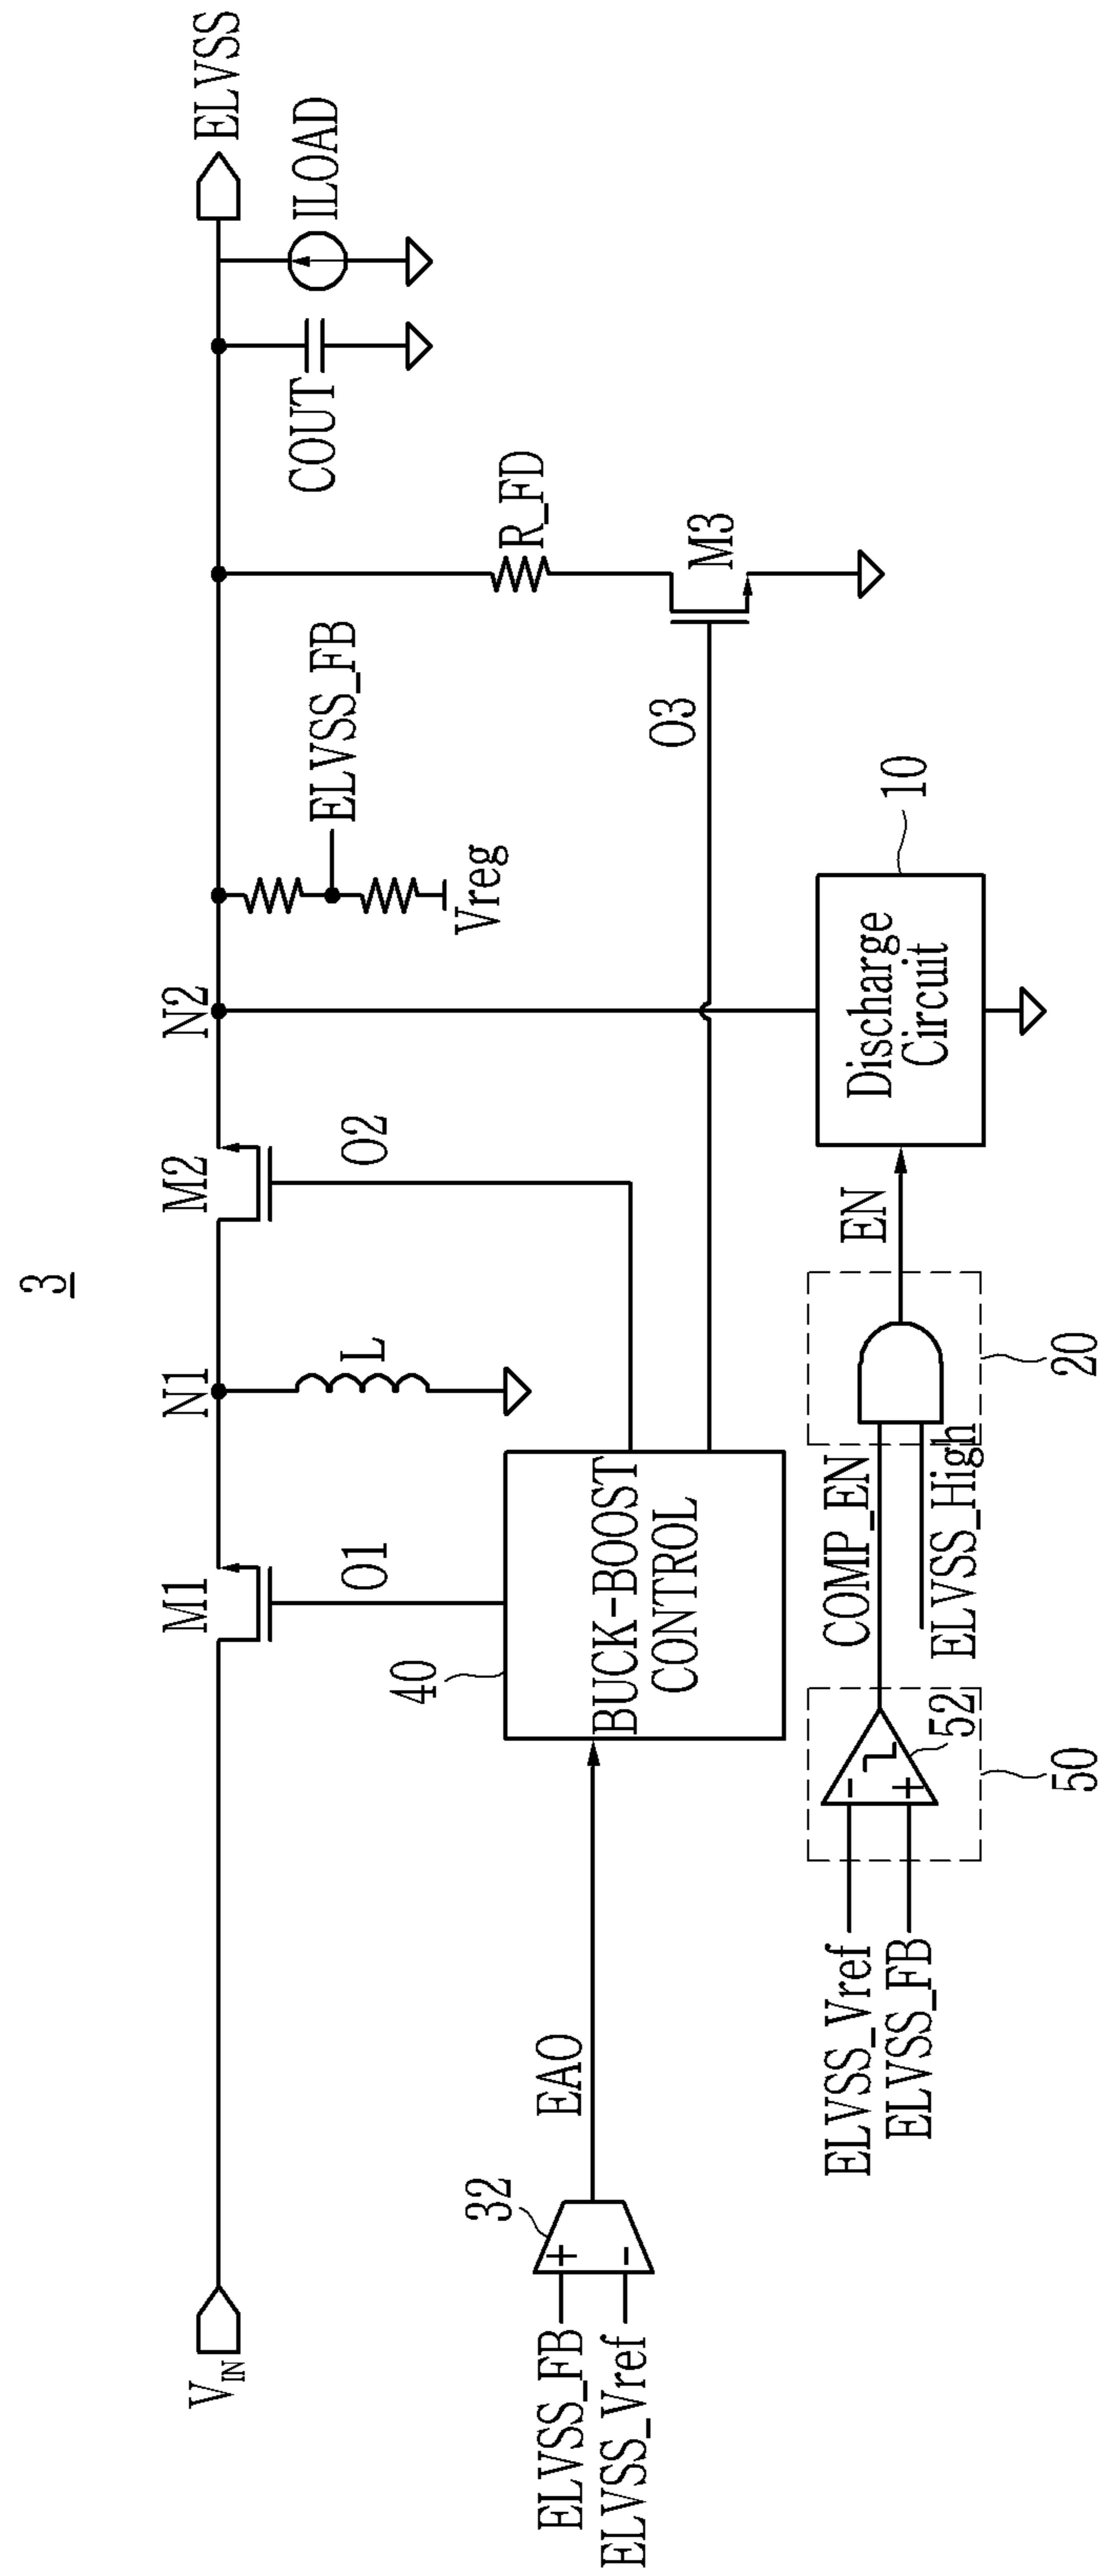 3
V_IN
M1
N1
M2
N2
ELVSS
L
O1
O2
ELVSS_FB
Vreg
COUT
ILOAD
R_FD
M3
O3
40
BUCK-BOOST
CONTROL
32
ELVSS_FB
ELVSS_Vref
+
-
EAO
ELVSS_Vref
ELVSS_FB
-
+
52
50
COMP_EN
ELVSS_High
20
EN
Discharge
Circuit
10